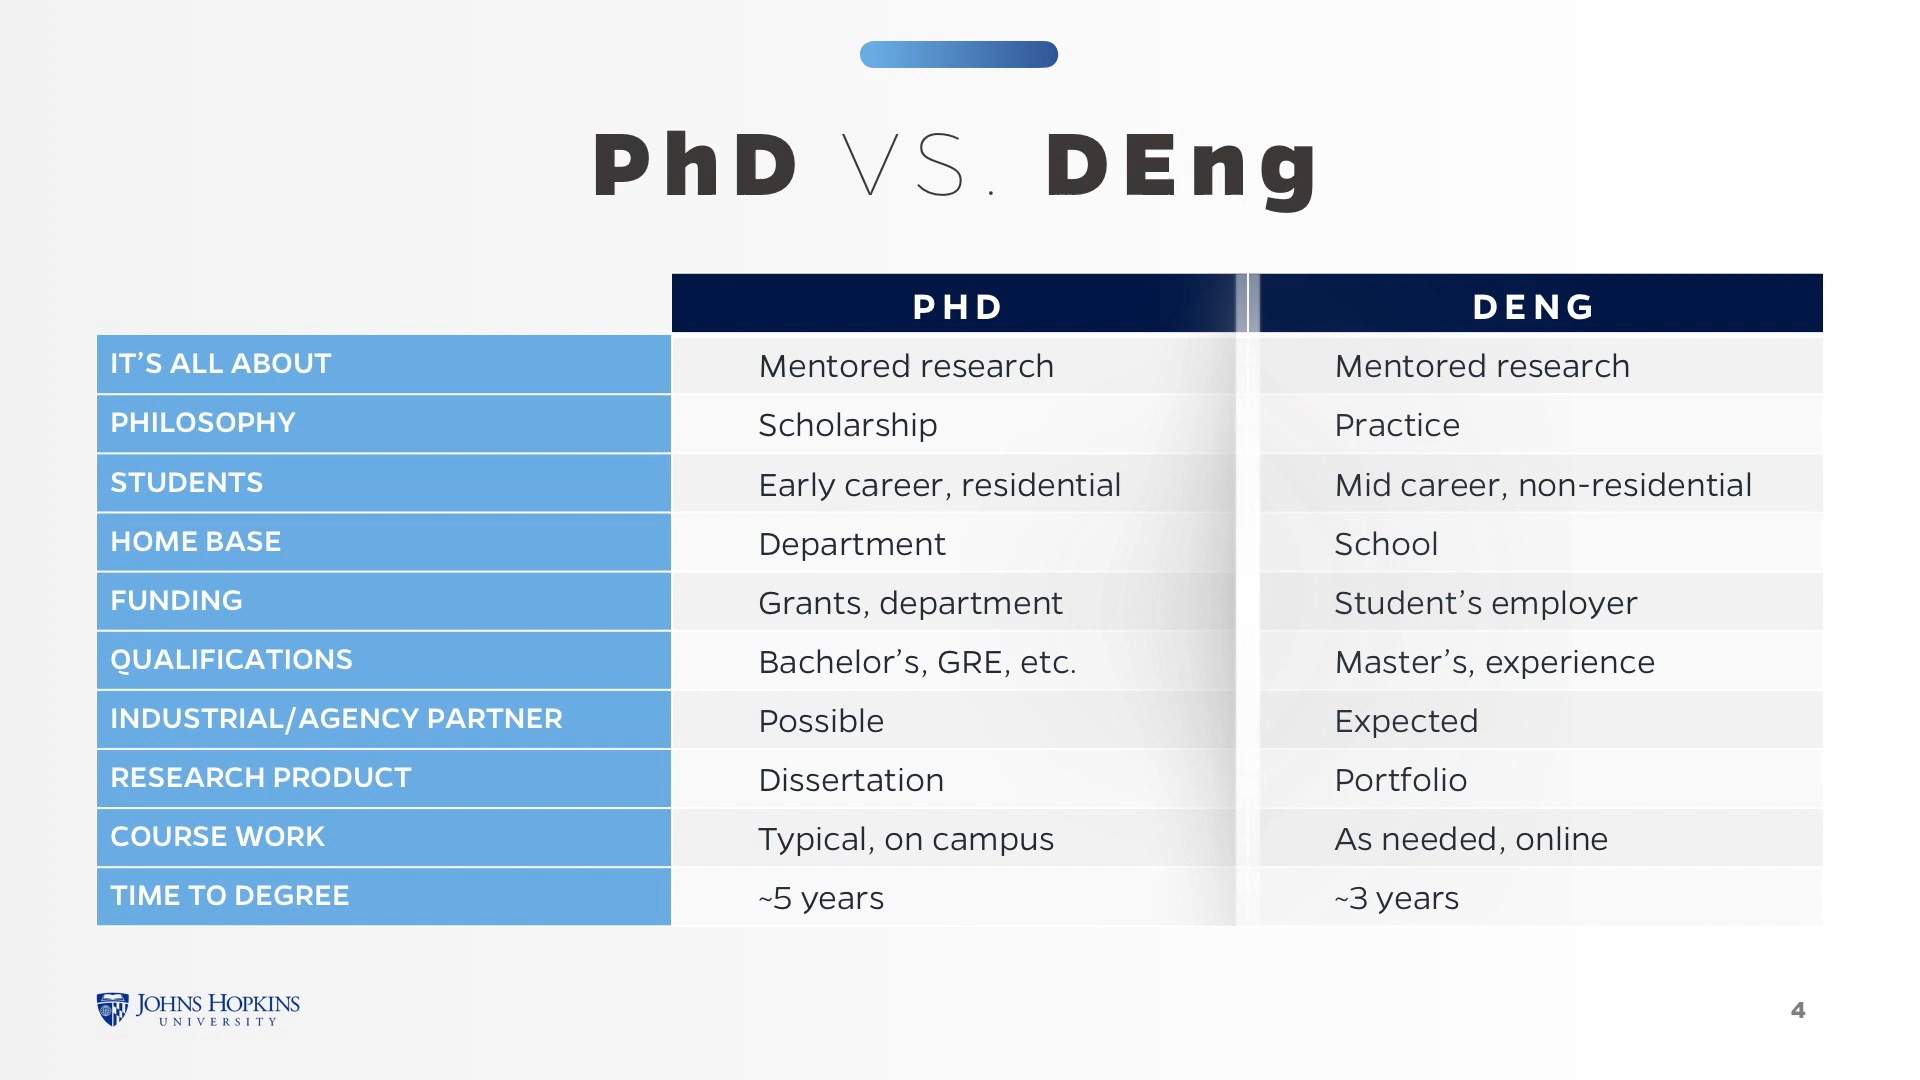 PhD VS. DEng
PHD DENG
IT’S ALL ABOUT Mentored research Mentored research
PHILOSOPHY Scholarship Practice
STUDENTS Early career, residential Mid career, non-residential
HOME BASE Department School
FUNDING Grants, department Student’s employer
QUALIFICATIONS Bachelor’s, GRE, etc. Master’s, experience
INDUSTRIAL/AGENCY PARTNER Possible Expected
RESEARCH PRODUCT Dissertation Portfolio
COURSE WORK Typical, on campus As needed, online
TIME TO DEGREE ~5 years ~3 years
JOHNS HOPKINS
UNIVERSITY
4